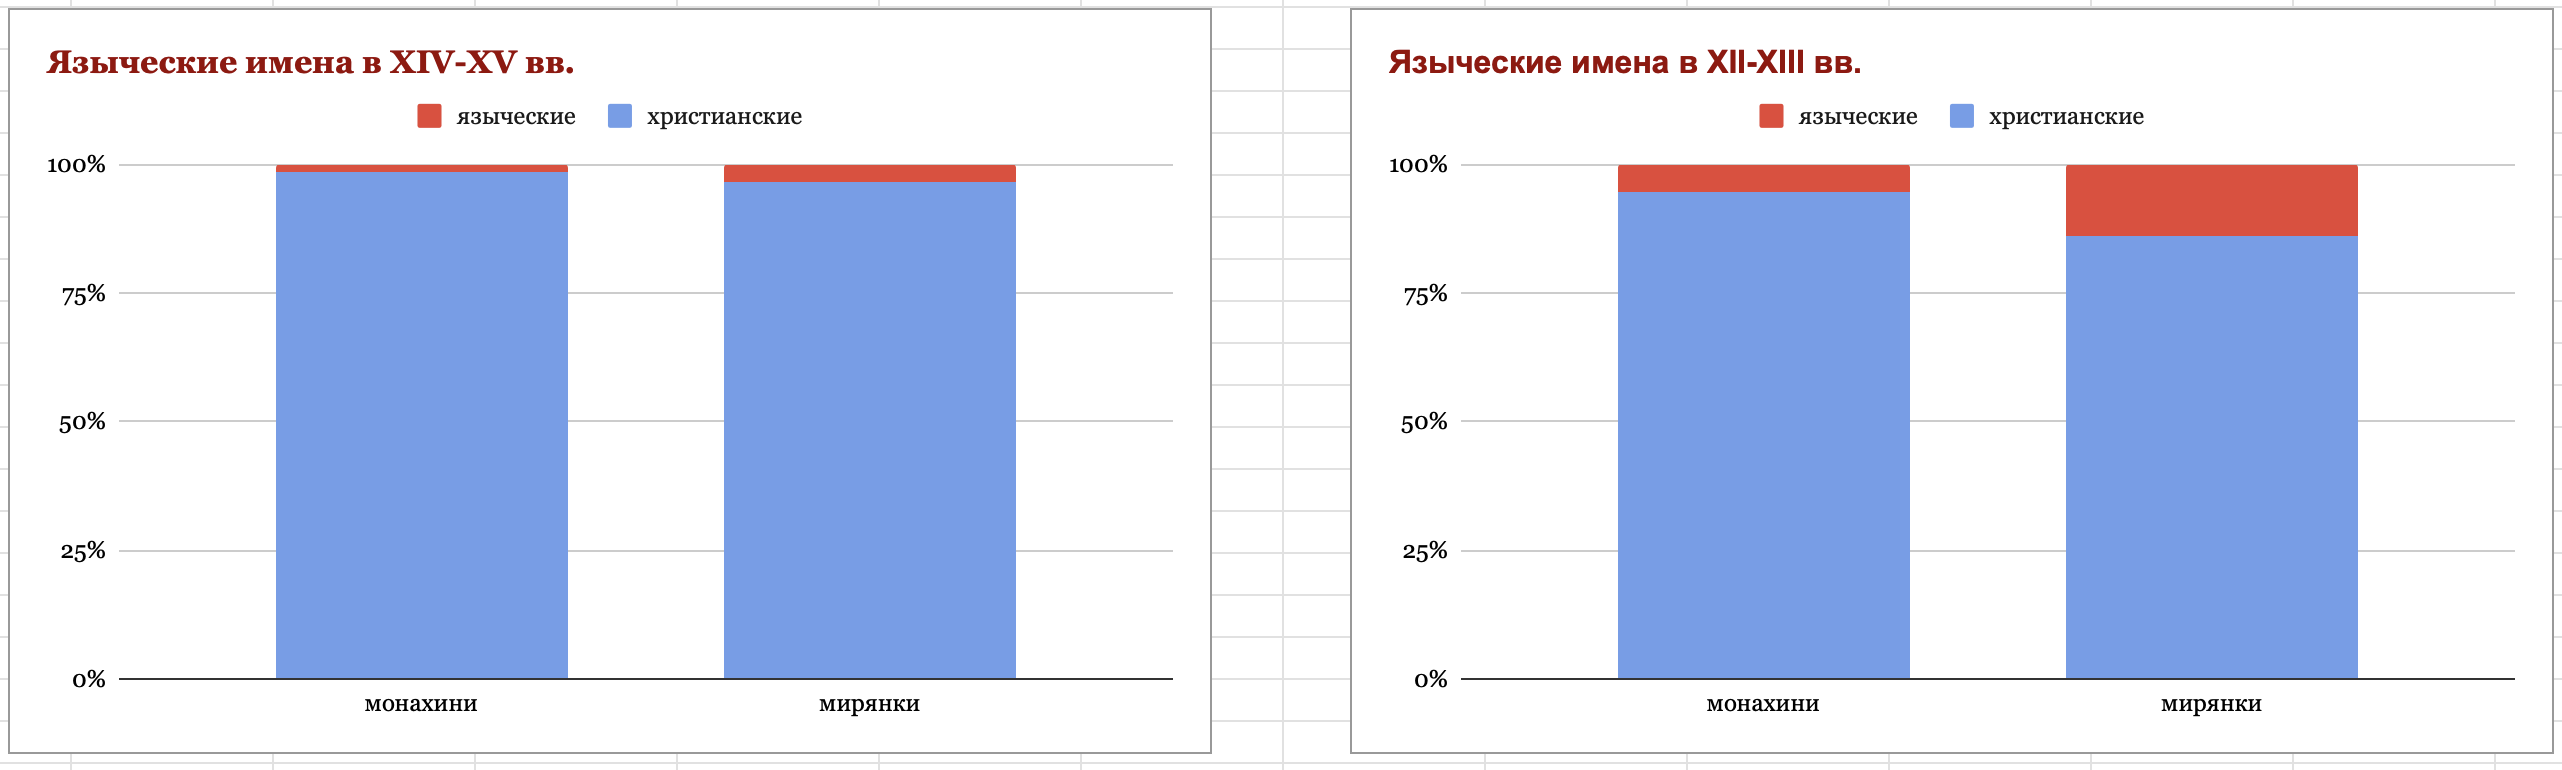 Языческие имена в XIV-XV вв.
языческие христианские
100%
75%
50%
25%
0%
монахини мирянки
Языческие имена в XII-XIII вв.
языческие христианские
100%
75%
50%
25%
0%
монахини мирянки